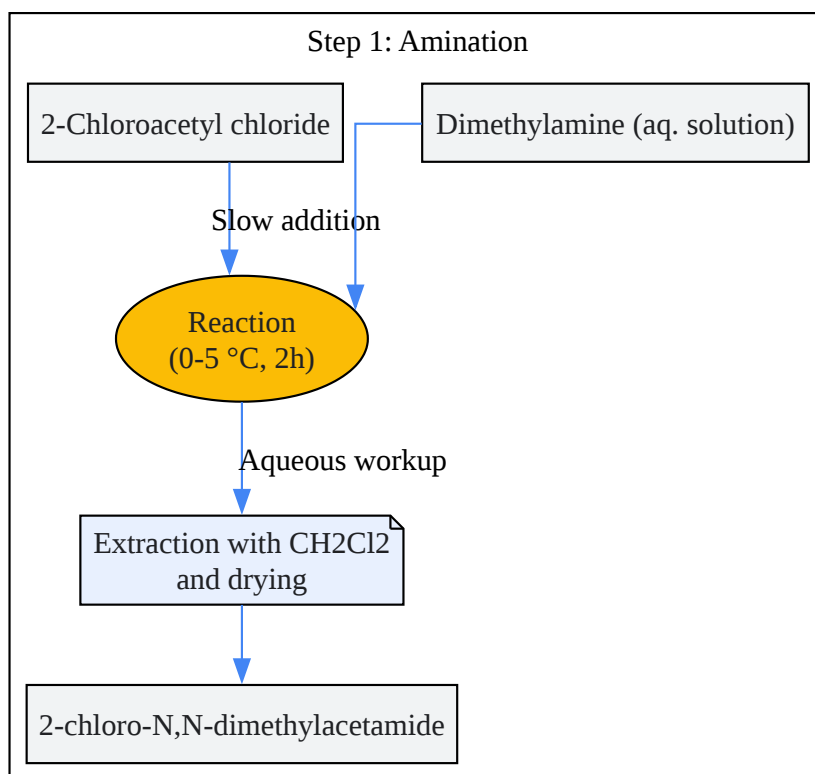 Step 1: Amination
2-Chloroacetyl chloride
Dimethylamine (aq. solution)
Slow addition
Reaction
(0-5 °C, 2h)
Aqueous workup
Extraction with CH2Cl2
and drying
2-chloro-N,N-dimethylacetamide